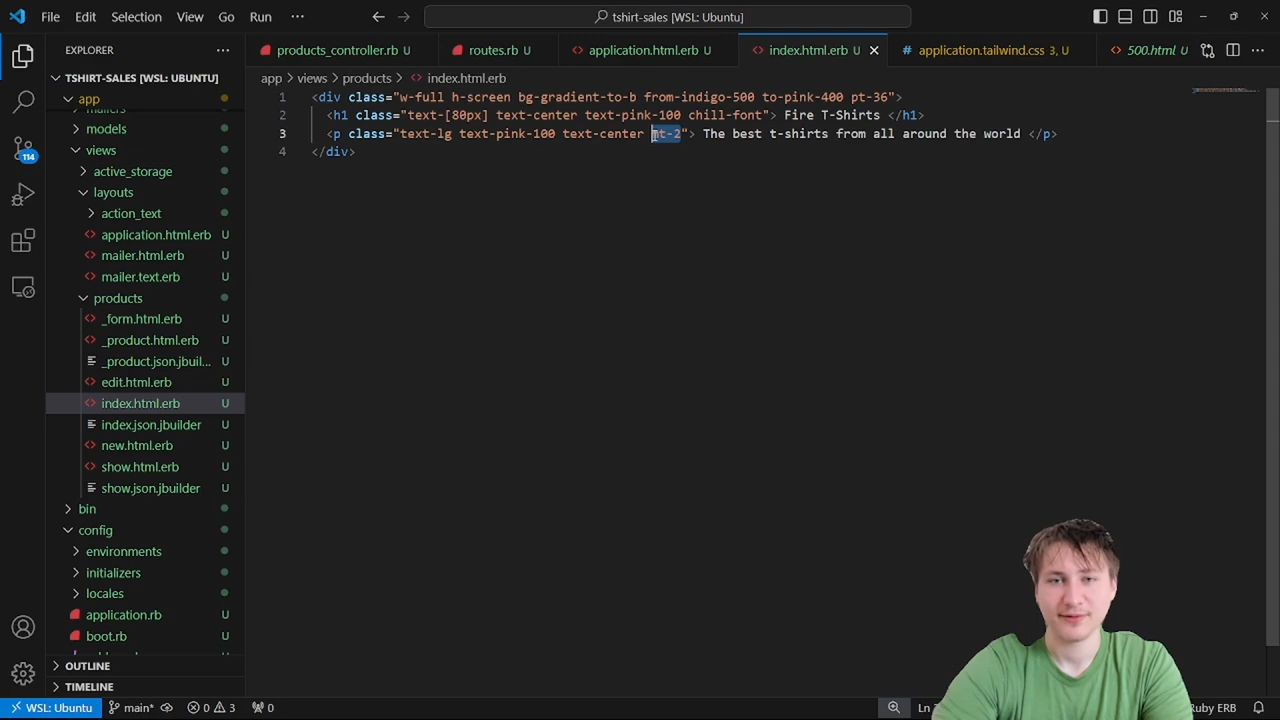 File Edit Selection View Go Run ··· tshirt-sales [WSL: Ubuntu]
EXPLORER ···
products_controller.rb U routes.rb U application.html.erb U index.html.erb U application.tailwind.css 3, U 500.html U ···
TSHIRT-SALES [WSL: UBUNTU]
app > views > products > index.html.erb
app
mailers
models
views
active_storage
layouts
action_text
application.html.erb U
mailer.html.erb U
mailer.text.erb U
products
_form.html.erb U
_product.html.erb U
_product.json.jbuil... U
edit.html.erb U
index.html.erb U
index.json.jbuilder U
new.html.erb U
show.html.erb U
show.json.jbuilder U
bin
config
environments
initializers
locales
application.rb U
boot.rb U
OUTLINE
TIMELINE
114
1 <div class="w-full h-screen bg-gradient-to-b from-indigo-500 to-pink-400 pt-36">
2 <h1 class="text-[80px] text-center text-pink-100 chill-font"> Fire T-Shirts </h1>
3 <p class="text-lg text-pink-100 text-center mt-2"> The best t-shirts from all around the world </p>
4 </div>
WSL: Ubuntu main* 0 3 0 Ruby ERB